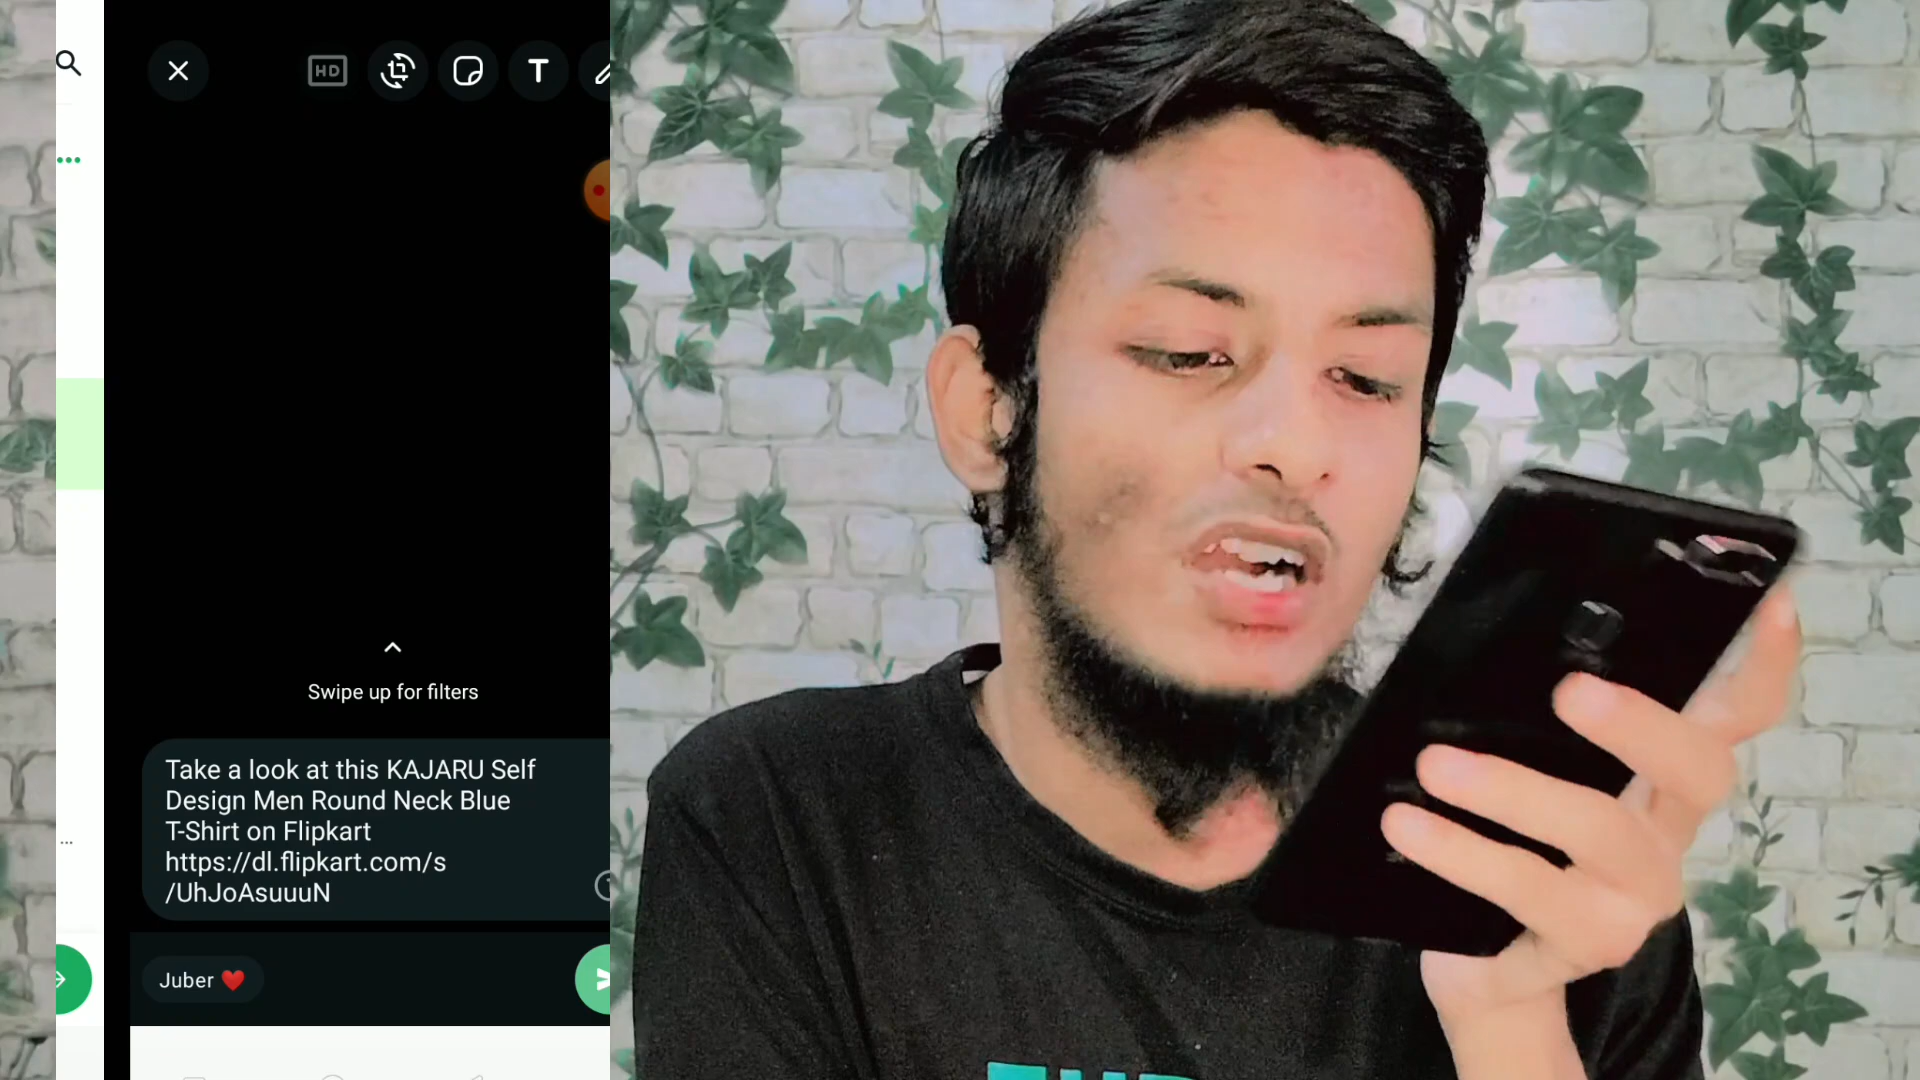 HD
T
Swipe up for filters
Take a look at this KAJARU Self
Design Men Round Neck Blue
T-Shirt on Flipkart
https://dl.flipkart.com/s
/UhJoAsuuuN
Juber ❤️